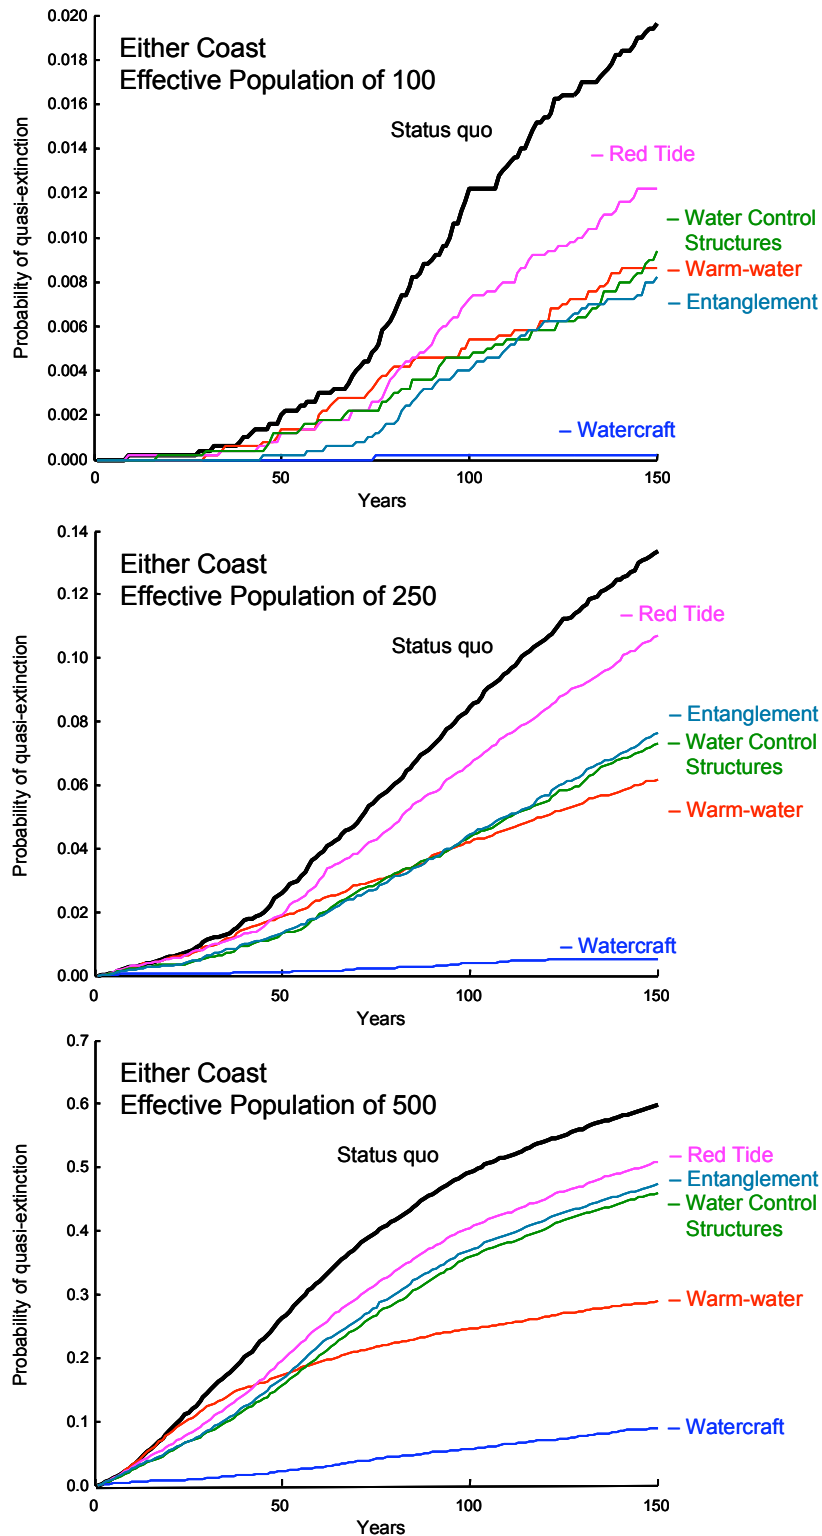 Either Coast
Effective Population of 100
Probability of quasi-extinction
0.020
0.018
0.016
0.014
0.012
0.010
0.008
0.006
0.004
0.002
0.000
Status quo
– Red Tide
– Water Control
Structures
– Warm-water
– Entanglement
– Watercraft
0
50
100
150
Years
Either Coast
Effective Population of 250
Probability of quasi-extinction
0.14
0.12
0.10
0.08
0.06
0.04
0.02
0.00
Status quo
– Red Tide
– Entanglement
– Water Control
Structures
– Warm-water
– Watercraft
0
50
100
150
Years
Either Coast
Effective Population of 500
Probability of quasi-extinction
0.7
0.6
0.5
0.4
0.3
0.2
0.1
0.0
Status quo
– Red Tide
– Entanglement
– Water Control
Structures
– Warm-water
– Watercraft
0
50
100
150
Years